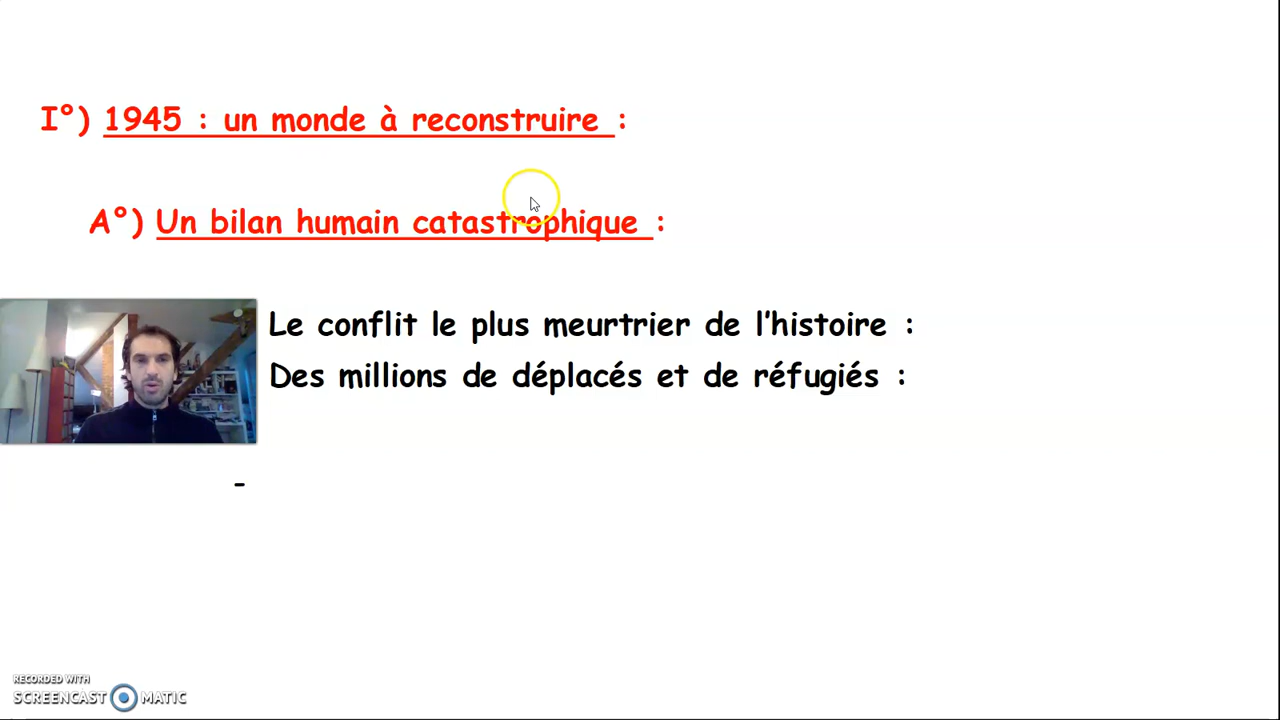 I°) 1945 : un monde à reconstruire :
A°) Un bilan humain catastrophique :
Le conflit le plus meurtrier de l’histoire :
Des millions de déplacés et de réfugiés :
-
RECORDED WITH
SCREENCAST MATIC